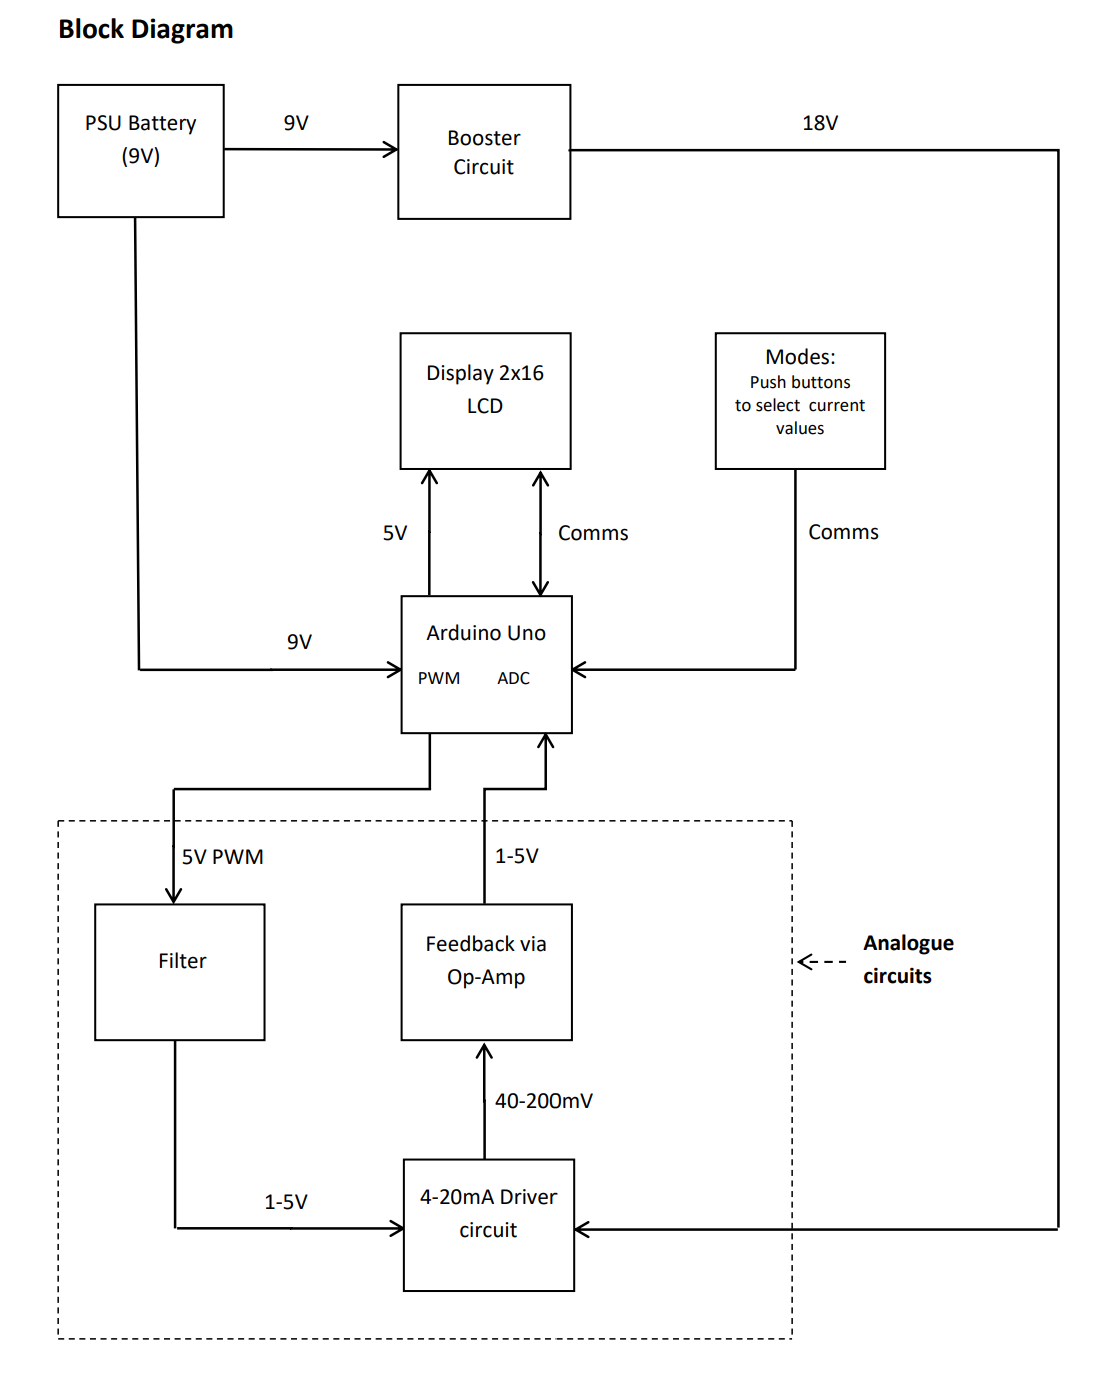 Block Diagram
PSU Battery
(9V)
9V
Booster
Circuit
18V
Display 2x16
LCD
Modes:
Push buttons
to select current
values
5V
Comms
Comms
9V
Arduino Uno
PWM ADC
5V PWM
1-5V
Filter
Feedback via
Op-Amp
Analogue
circuits
40-200mV
1-5V
4-20mA Driver
circuit